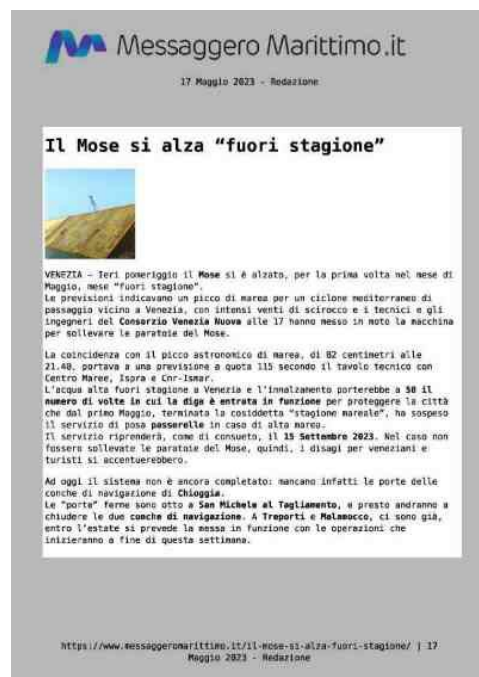 Messaggero Marittimo.it
17 Maggio 2023 - Redazione
Il Mose si alza “fuori stagione”
VENEZIA – Ieri pomeriggio il Mose si è alzato, per la prima volta nel mese di
Maggio, mese “fuori stagione”.
Le previsioni indicavano un picco di marea per un ciclone mediterraneo di
passaggio vicino a Venezia, con intensi venti di scirocco e i tecnici e gli
ingegneri del Consorzio Venezia Nuova alle 17 hanno messo in moto la macchina
per sollevare le paratoie del Mose.
La coincidenza con il picco astronomico di marea, di 82 centimetri alle
21.40, portava a una previsione a quota 115 secondo il tavolo tecnico con
Centro Maree, Ispra e Cnr-Ismar.
L'acqua alta fuori stagione a Venezia e l'innalzamento porterebbe a 50 il
numero di volte in cui la diga è entrata in funzione per proteggere la città
che dal primo Maggio, terminata la cosiddetta “stagione mareale”, ha sospeso
il servizio di posa passerelle in caso di alta marea.
Il servizio riprenderà, come di consueto, il 15 Settembre 2023. Nel caso non
fossero sollevate le paratoie del Mose, quindi, i disagi per veneziani e
turisti si accentuerebbero.
Ad oggi il sistema non è ancora completato: mancano infatti le porte delle
conche di navigazione di Chioggia.
Le “porte” ferme sono otto a San Michele al Tagliamento, e presto andranno a
chiudere le due conche di navigazione. A Treporti e Malamocco, ci sono già,
entro l'estate si prevede la messa in funzione con le operazioni che
inizieranno a fine di questa settimana.
https://www.messaggeromarittimo.it/il-mose-si-alza-fuori-stagione/ | 17
Maggio 2023 - Redazione